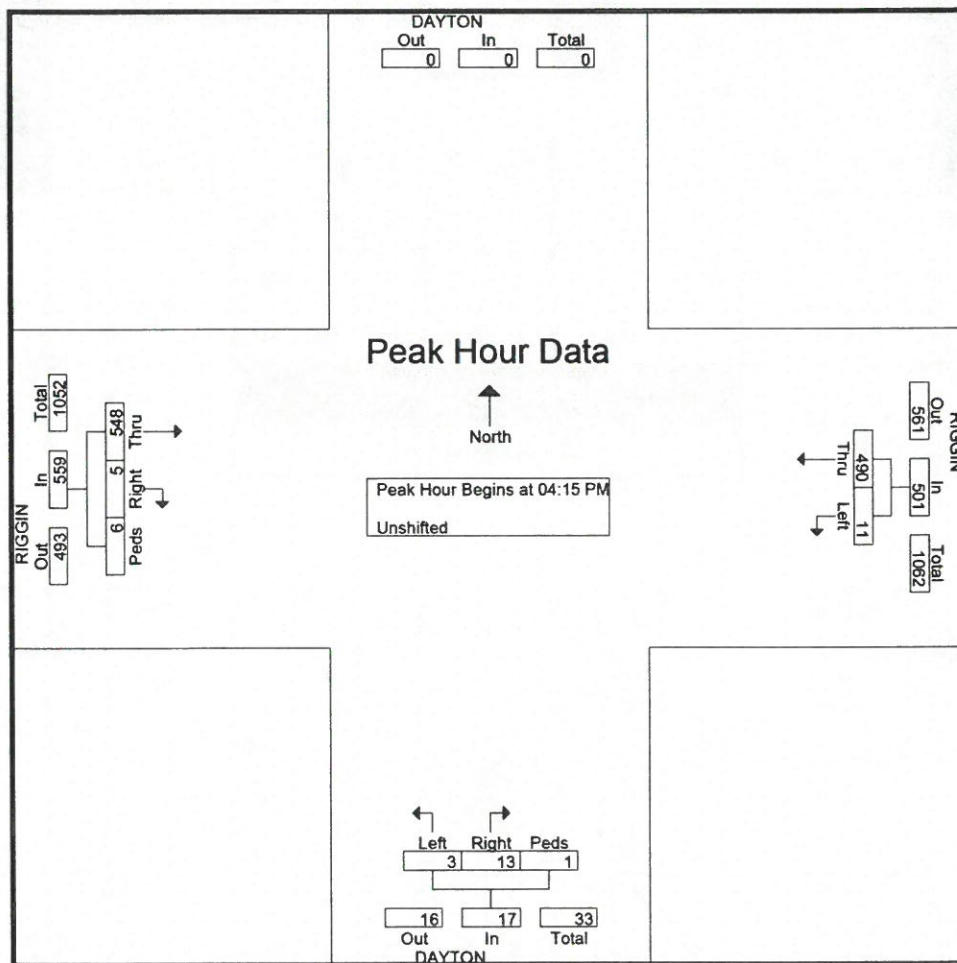 DAYTON
Out In Total
0 0 0
Peak Hour Data
North
Peak Hour Begins at 04:15 PM
Unshifted
RIGGIN
Total In Out
1052 559 493
548 5 6
Thru Right Peds
RIGGIN
Out In Total
561 501 1062
490 11
Thru Left
Left Right Peds
3 13 1
16 17 33
Out In Total
DAYTON